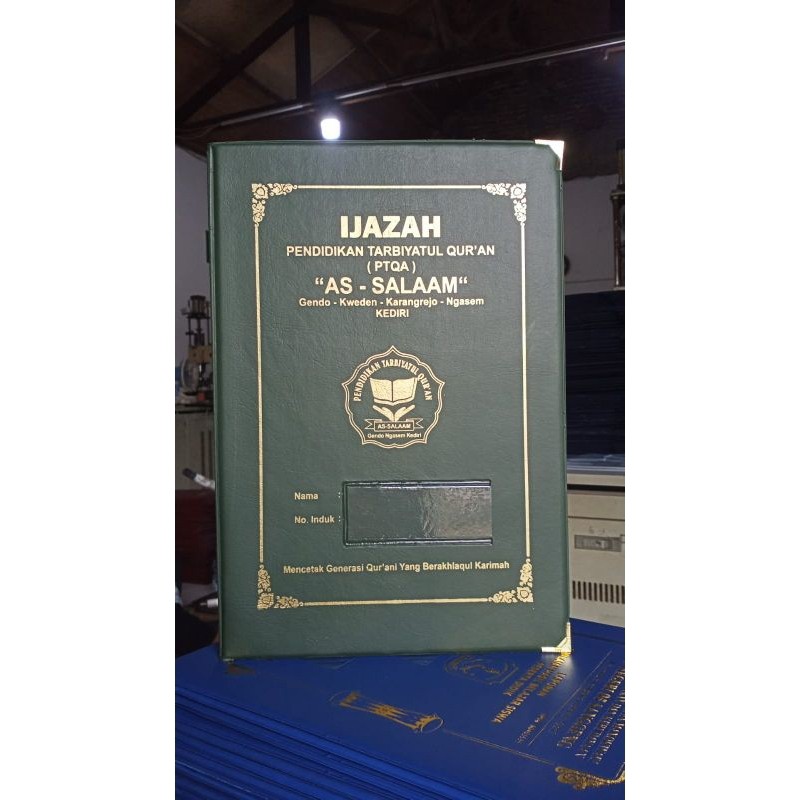 IJAZAH
PENDIDIKAN TARBIYATUL QUR'AN
( PTQA )
“AS - SALAAM“
Gendo - Kweden - Karangrejo - Ngasem
KEDIRI
PENDIDIKAN TARBIYATUL QUR'AN
AS-SALAAM
Gendo Ngasem Kediri
Nama :
No. Induk :
Mencetak Generasi Qur'ani Yang Berakhlaqul Karimah